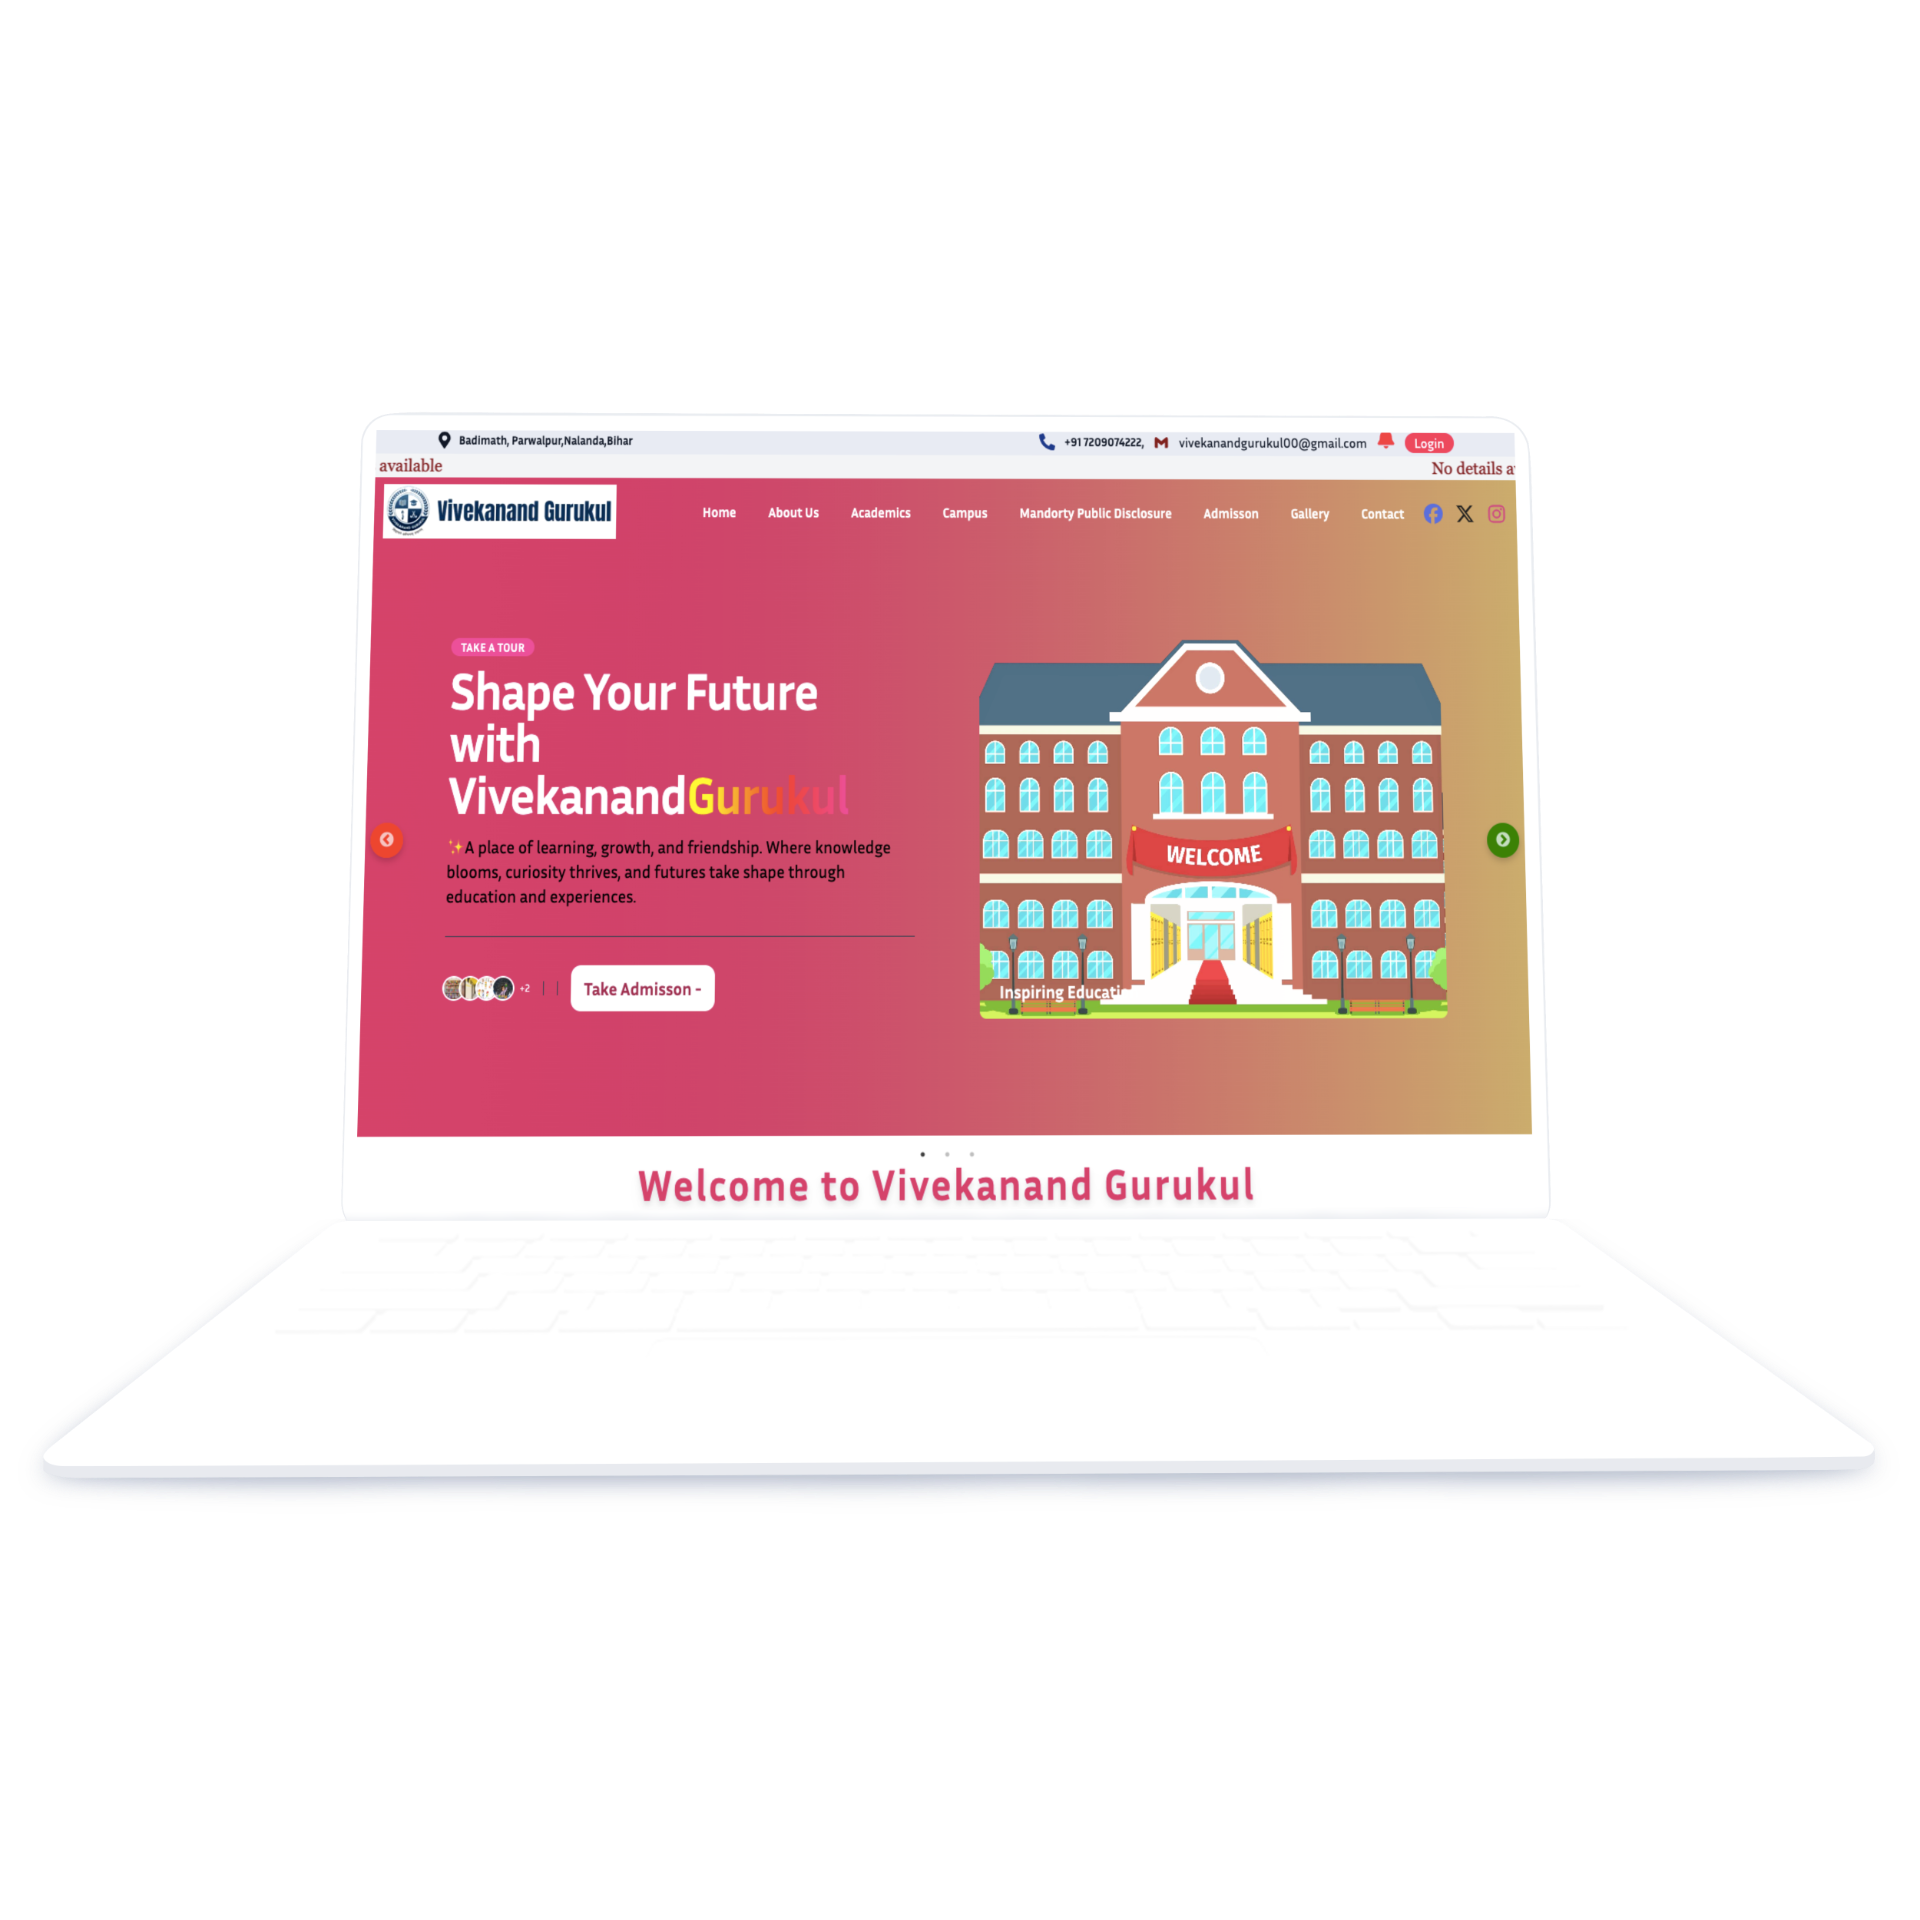 Badimath, Parwalpur,Nalanda,Bihar
+91 7209074222,
vivekanandgurukul00@gmail.com
Login
available
No details a
Vivekanand Gurukul
Home
About Us
Academics
Campus
Mandorty Public Disclosure
Admisson
Gallery
Contact
TAKE A TOUR
Shape Your Future
with
VivekanandGurukul
✨A place of learning, growth, and friendship. Where knowledge
blooms, curiosity thrives, and futures take shape through
education and experiences.
+2 | |
Take Admisson -
WELCOME
Inspiring Educati
Welcome to Vivekanand Gurukul